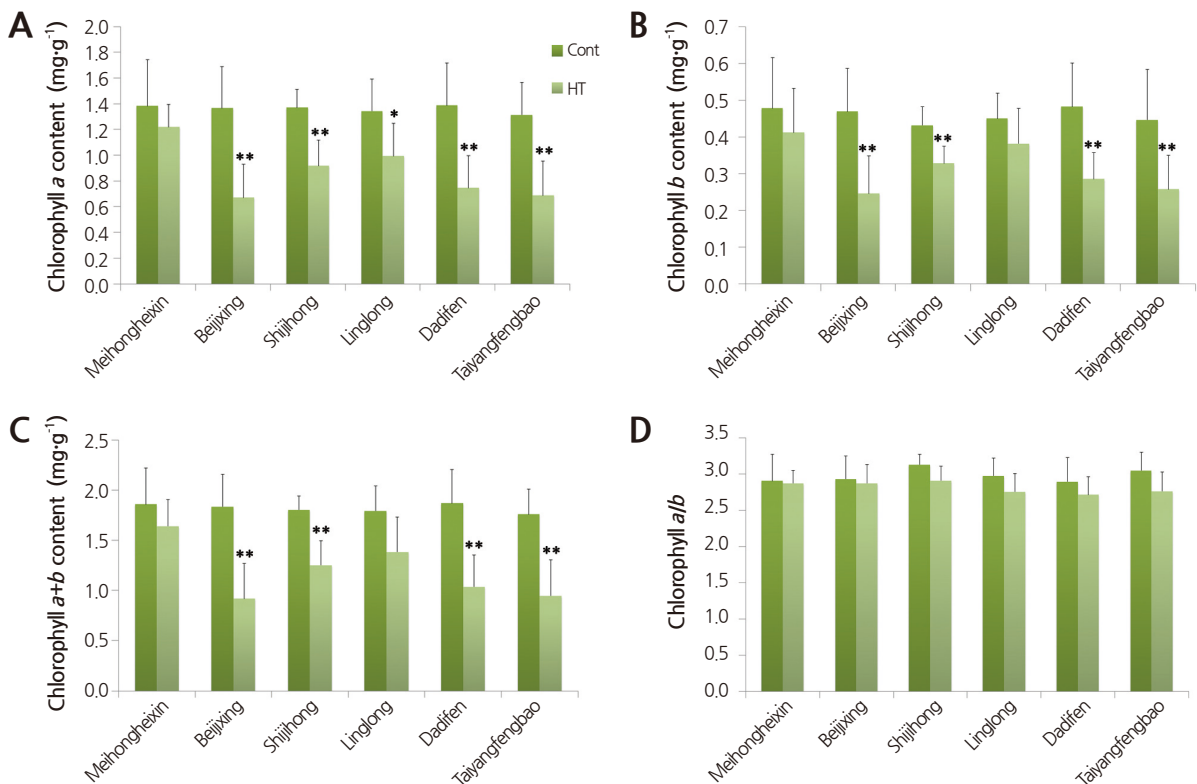 A
Chlorophyll a content (mg·g⁻¹)
2.0
1.8
1.6
1.4
1.2
1.0
0.8
0.6
0.4
0.2
0.0
Cont
HT
**
**
*
**
**
Meihongheixin
Beijixing
Shijihong
Linglong
Dadifen
Taiyangfengbao
B
Chlorophyll b content (mg·g⁻¹)
0.7
0.6
0.5
0.4
0.3
0.2
0.1
0.0
**
**
**
**
Meihongheixin
Beijixing
Shijihong
Linglong
Dadifen
Taiyangfengbao
C
Chlorophyll a+b content (mg·g⁻¹)
2.5
2.0
1.5
1.0
0.5
0.0
**
**
**
**
Meihongheixin
Beijixing
Shijihong
Linglong
Dadifen
Taiyangfengbao
D
Chlorophyll a/b
3.5
3.0
2.5
2.0
1.5
1.0
0.5
0.0
Meihongheixin
Beijixing
Shijihong
Linglong
Dadifen
Taiyangfengbao